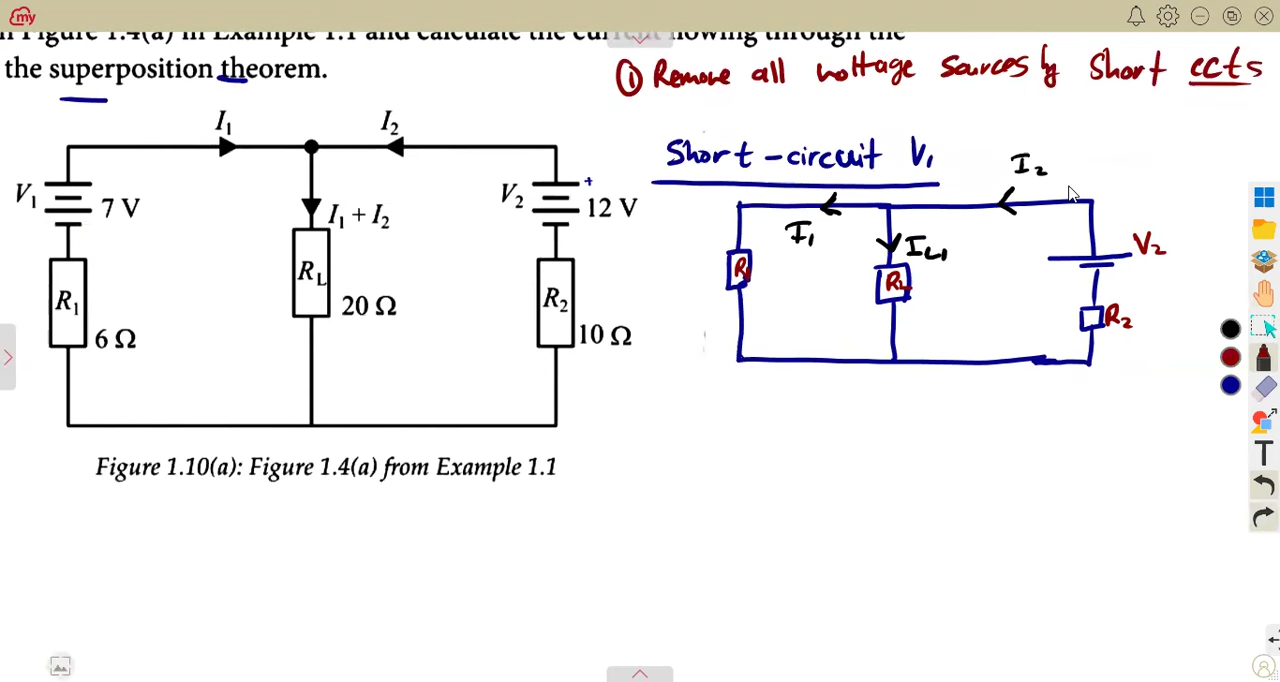 n Figure 1.4(a) in Example 1.1 and calculate the current flowing through the
the superposition theorem.
① Remove all voltage sources by short ccts
I₁
I₂
V₁
7 V
I₁ + I₂
V₂
+
12 V
R₁
6 Ω
R_L
20 Ω
R₂
10 Ω
Figure 1.10(a): Figure 1.4(a) from Example 1.1
Short-circuit V₁
I₂
I₁
I_L1
V₂
R₁
R_L
R₂
my
T